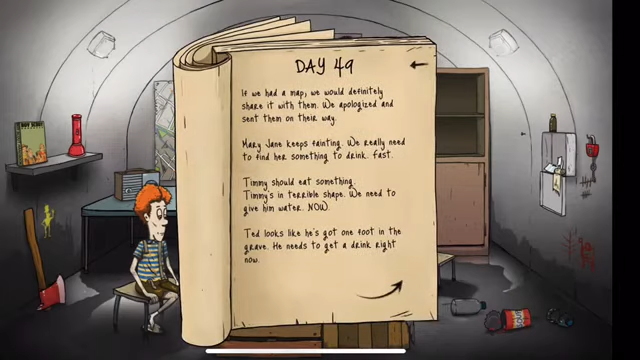 DAY 49
If we had a map, we would definitely
share it with them. We apologized and
sent them on their way.
Mary Jane keeps fainting. We really need
to find her something to drink. Fast.
Timmy should eat something.
Timmy's in terrible shape. We need to
give him water. NOW.
Ted looks like he's got one foot in the
grave. He needs to get a drink right
now.